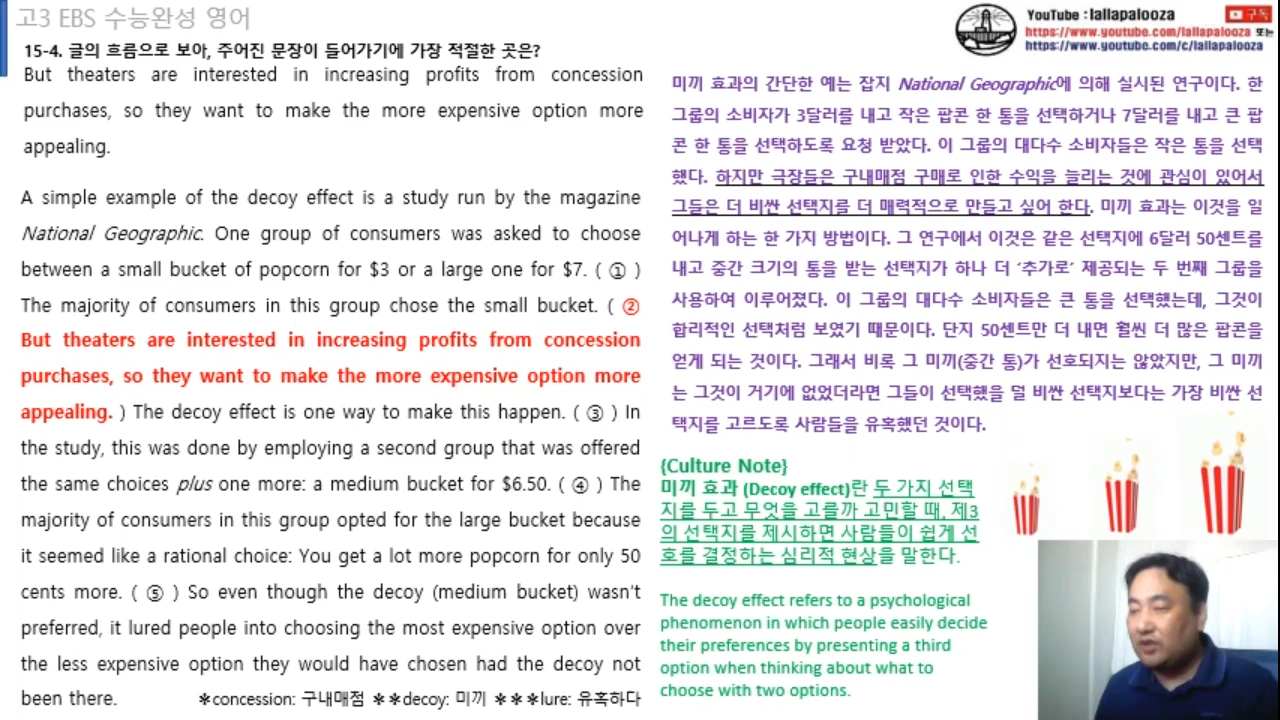 고3 EBS 수능완성 영어
YouTube : lallapalooza
구독
https://www.youtube.com/lallapalooza 또는
https://www.youtube.com/c/lallapalooza
15-4. 글의 흐름으로 보아, 주어진 문장이 들어가기에 가장 적절한 곳은?
But theaters are interested in increasing profits from concession
purchases, so they want to make the more expensive option more
appealing.
A simple example of the decoy effect is a study run by the magazine
National Geographic. One group of consumers was asked to choose
between a small bucket of popcorn for $3 or a large one for $7. ( ① )
The majority of consumers in this group chose the small bucket. ( ②
But theaters are interested in increasing profits from concession
purchases, so they want to make the more expensive option more
appealing. ) The decoy effect is one way to make this happen. ( ③ ) In
the study, this was done by employing a second group that was offered
the same choices plus one more: a medium bucket for $6.50. ( ④ ) The
majority of consumers in this group opted for the large bucket because
it seemed like a rational choice: You get a lot more popcorn for only 50
cents more. ( ⑤ ) So even though the decoy (medium bucket) wasn't
preferred, it lured people into choosing the most expensive option over
the less expensive option they would have chosen had the decoy not
been there.
*concession: 구내매점 **decoy: 미끼 ***lure: 유혹하다
미끼 효과의 간단한 예는 잡지 National Geographic에 의해 실시된 연구이다. 한
그룹의 소비자가 3달러를 내고 작은 팝콘 한 통을 선택하거나 7달러를 내고 큰 팝
콘 한 통을 선택하도록 요청 받았다. 이 그룹의 대다수 소비자들은 작은 통을 선택
했다. 하지만 극장들은 구내매점 구매로 인한 수익을 늘리는 것에 관심이 있어서
그들은 더 비싼 선택지를 더 매력적으로 만들고 싶어 한다. 미끼 효과는 이것을 일
어나게 하는 한 가지 방법이다. 그 연구에서 이것은 같은 선택지에 6달러 50센트를
내고 중간 크기의 통을 받는 선택지가 하나 더 '추가로' 제공되는 두 번째 그룹을
사용하여 이루어졌다. 이 그룹의 대다수 소비자들은 큰 통을 선택했는데, 그것이
합리적인 선택처럼 보였기 때문이다. 단지 50센트만 더 내면 훨씬 더 많은 팝콘을
얻게 되는 것이다. 그래서 비록 그 미끼(중간 통)가 선호되지는 않았지만, 그 미끼
는 그것이 거기에 없었더라면 그들이 선택했을 덜 비싼 선택지보다는 가장 비싼 선
택지를 고르도록 사람들을 유혹했던 것이다.
{Culture Note}
미끼 효과 (Decoy effect)란 두 가지 선택
지를 두고 무엇을 고를까 고민할 때, 제3
의 선택지를 제시하면 사람들이 쉽게 선
호를 결정하는 심리적 현상을 말한다.
The decoy effect refers to a psychological
phenomenon in which people easily decide
their preferences by presenting a third
option when thinking about what to
choose with two options.